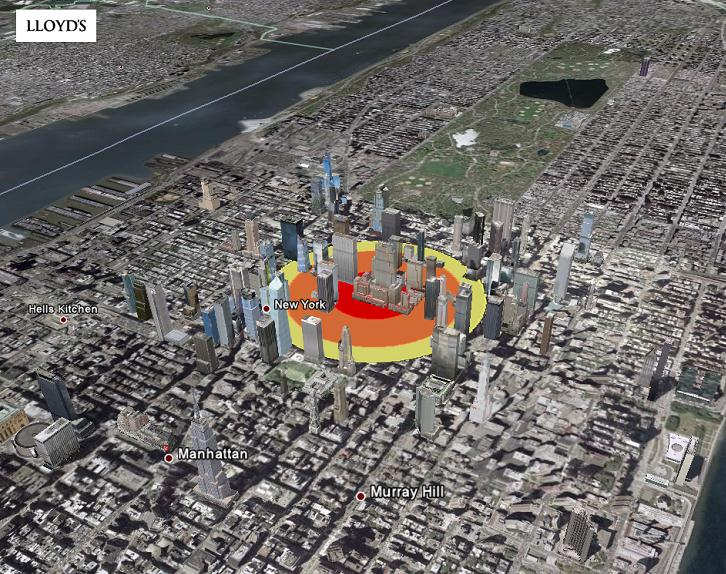 LLOYD'S
Hells Kitchen
New York
Manhattan
Murray Hill